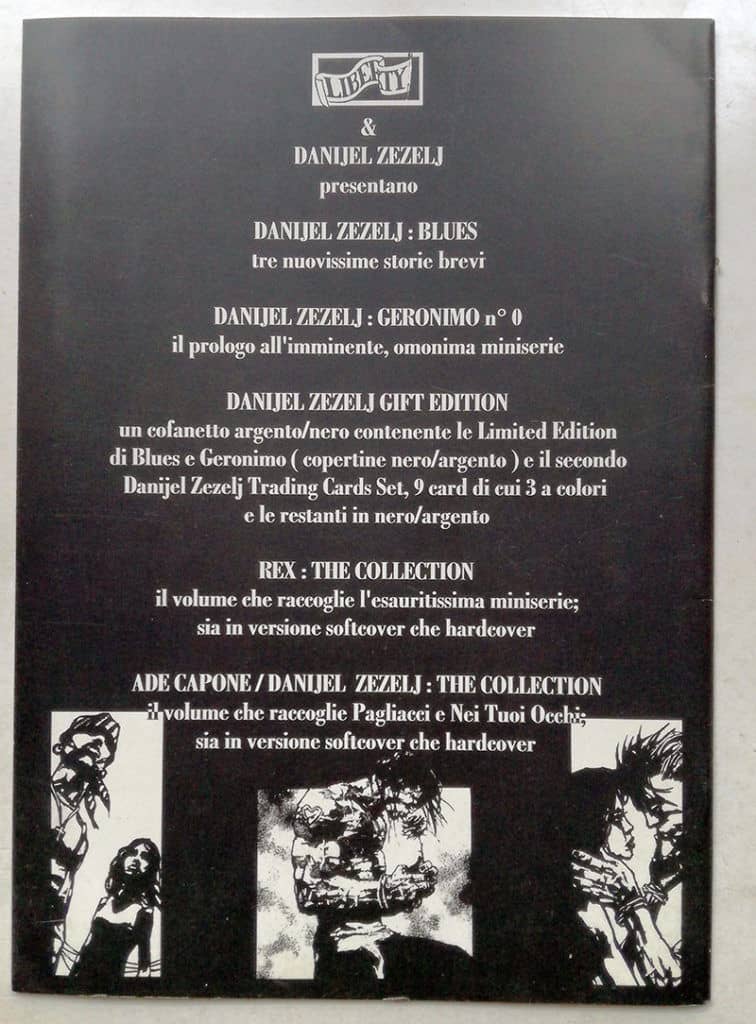 LIBERTY
&
DANIJEL ZEZELJ
presentano
DANIJEL ZEZELJ : BLUES
tre nuovissime storie brevi
DANIJEL ZEZELJ : GERONIMO n° 0
il prologo all'imminente, omonima miniserie
DANIJEL ZEZELJ GIFT EDITION
un cofanetto argento/nero contenente le Limited Edition
di Blues e Geronimo ( copertine nero/argento ) e il secondo
Danijel Zezelj Trading Cards Set, 9 card di cui 3 a colori
e le restanti in nero/argento
REX : THE COLLECTION
il volume che raccoglie l'esauritissima miniserie;
sia in versione softcover che hardcover
ADE CAPONE / DANIJEL ZEZELJ : THE COLLECTION
il volume che raccoglie Pagliacci e Nei Tuoi Occhi;
sia in versione softcover che hardcover